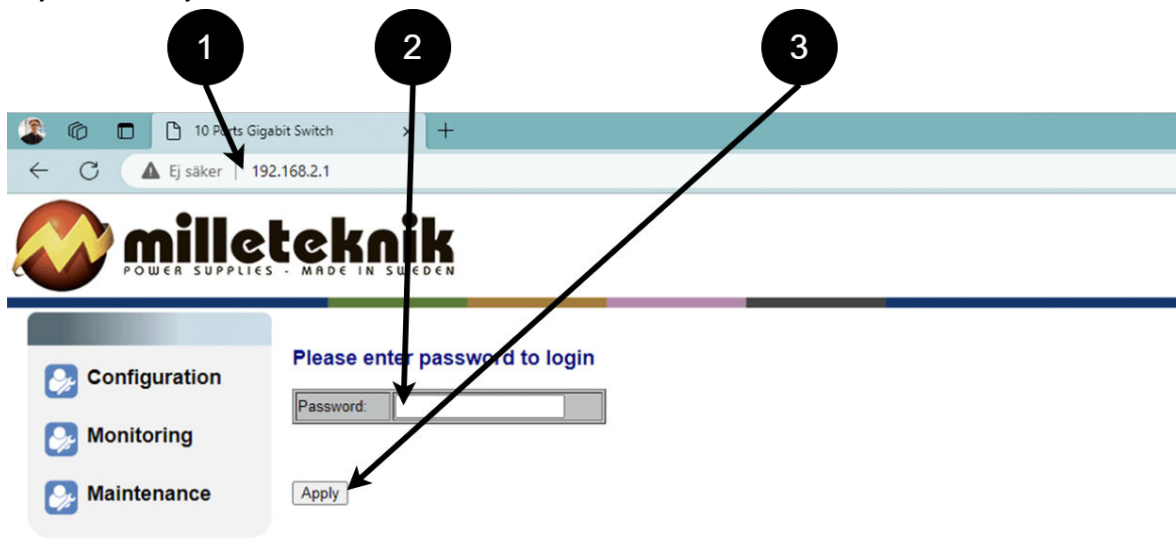 1
2
3
10 Ports Gigabit Switch
Ej säker
192.168.2.1
milleteknik
POWER SUPPLIES - MADE IN SWEDEN
Configuration
Monitoring
Maintenance
Please enter password to login
Password:
Apply